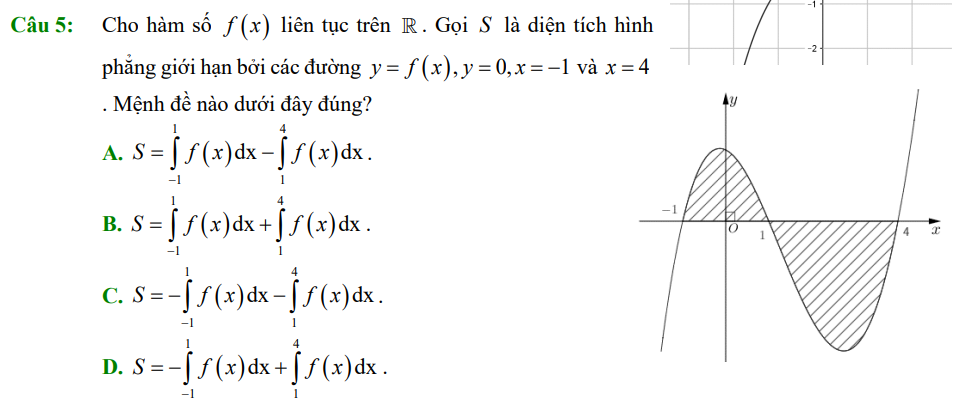 Câu 5: Cho hàm số f(x) liên tục trên ℝ. Gọi S là diện tích hình
phẳng giới hạn bởi các đường y = f(x), y = 0, x = −1 và x = 4
. Mệnh đề nào dưới đây đúng?
A. S = ∫_{-1}^{1} f(x)dx − ∫_{1}^{4} f(x)dx.
B. S = ∫_{-1}^{1} f(x)dx + ∫_{1}^{4} f(x)dx.
C. S = −∫_{-1}^{1} f(x)dx − ∫_{1}^{4} f(x)dx.
D. S = −∫_{-1}^{1} f(x)dx + ∫_{1}^{4} f(x)dx.
-1
-2
y
−1
O
1
4
x